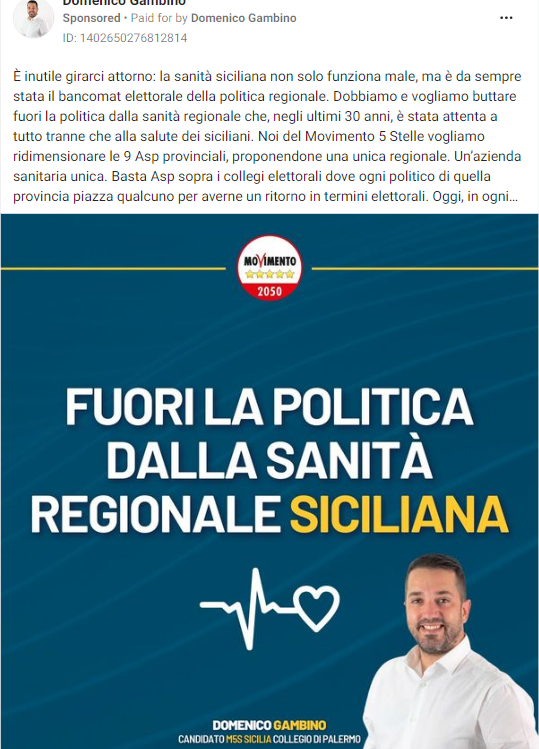 Domenico Gambino
Sponsored • Paid for by Domenico Gambino
ID: 1402650276812814
È inutile girarci attorno: la sanità siciliana non solo funziona male, ma è da sempre
stata il bancomat elettorale della politica regionale. Dobbiamo e vogliamo buttare
fuori la politica dalla sanità regionale che, negli ultimi 30 anni, è stata attenta a
tutto tranne che alla salute dei siciliani. Noi del Movimento 5 Stelle vogliamo
ridimensionare le 9 Asp provinciali, proponendone una unica regionale. Un’azienda
sanitaria unica. Basta Asp sopra i collegi elettorali dove ogni politico di quella
provincia piazza qualcuno per averne un ritorno in termini elettorali. Oggi, in ogni...
MOVIMENTO
2050
FUORI LA POLITICA
DALLA SANITÀ
REGIONALE SICILIANA
DOMENICO GAMBINO
CANDIDATO M5S SICILIA COLLEGIO DI PALERMO